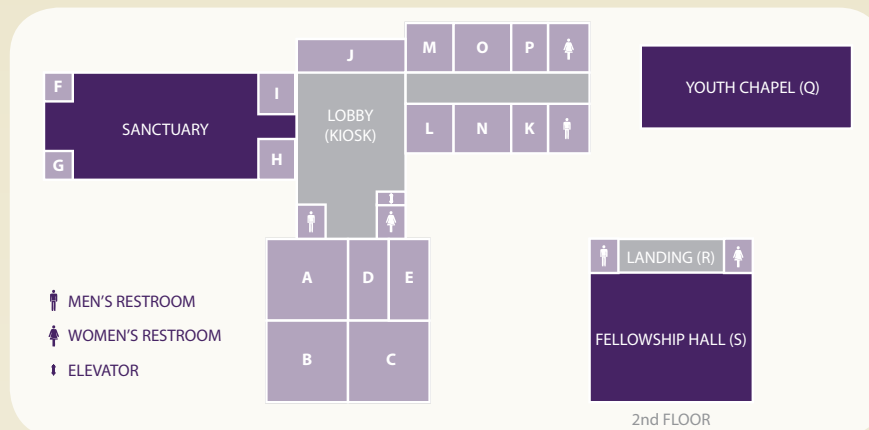 M O P
J
F
I
YOUTH CHAPEL (Q)
LOBBY
(KIOSK)
SANCTUARY
L N K
G
H
LANDING (R)
A D E
MEN'S RESTROOM
WOMEN'S RESTROOM
FELLOWSHIP HALL (S)
B C
ELEVATOR
2nd FLOOR